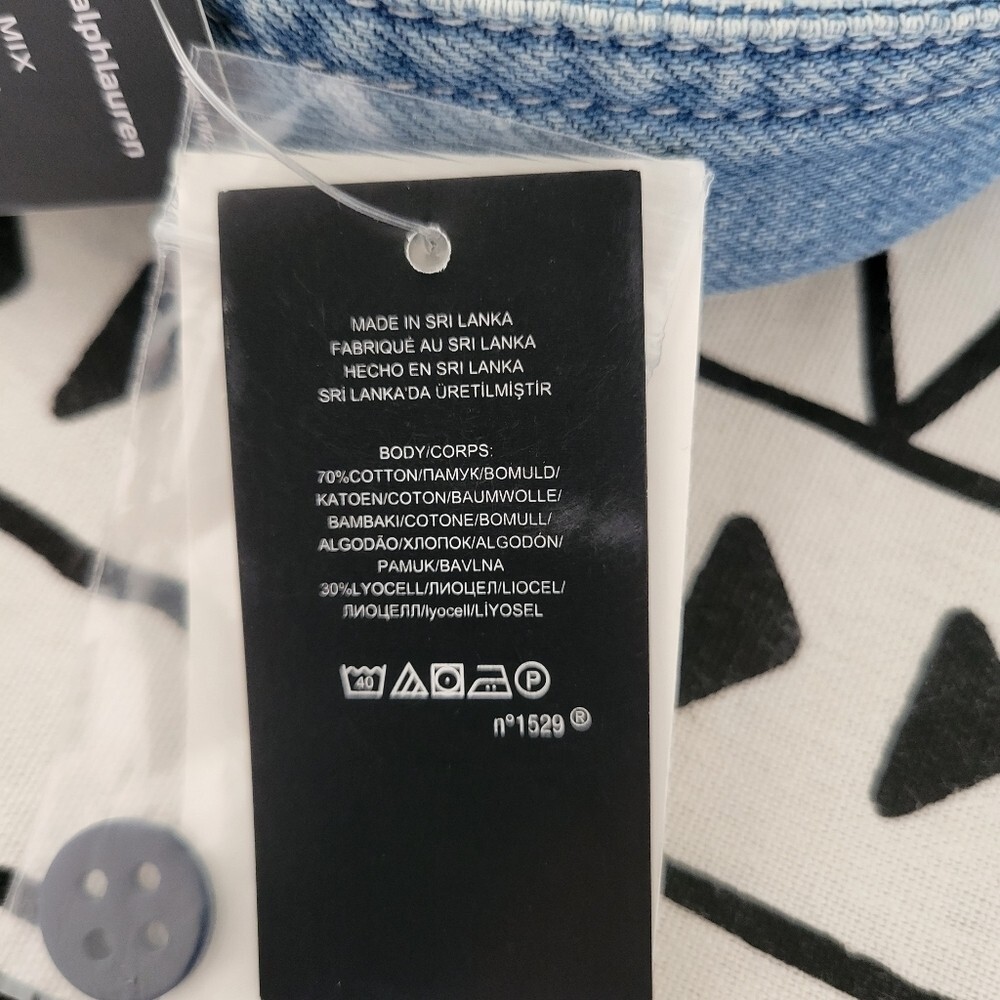 alphlauren
MIX
MADE IN SRI LANKA
FABRIQUÉ AU SRI LANKA
HECHO EN SRI LANKA
SRİ LANKA'DA ÜRETİLMİŞTİR
BODY/CORPS:
70%COTTON/ПАМУК/BOMULD/
KATOEN/COTON/BAUMWOLLE/
BAMBAKI/COTONE/BOMULL/
ALGODÃO/ХЛОПОК/ALGODÓN/
PAMUK/BAVLNA
30%LYOCELL/ЛИОЦЕЛ/LIOCEL/
ЛИОЦЕЛЛ/lyocell/LİYOSEL
40 P
nº1529®